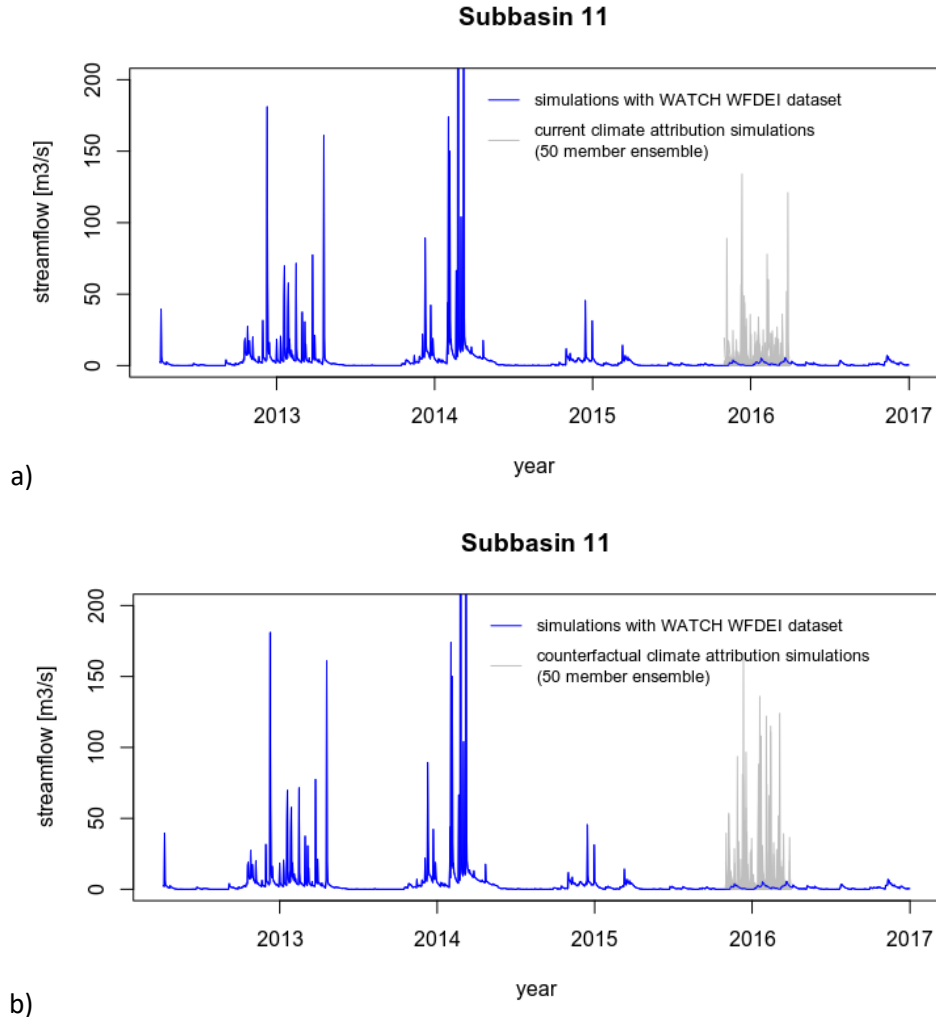 Subbasin 11
200
150
100
50
0
streamflow [m3/s]
simulations with WATCH WFDEI dataset
current climate attribution simulations
(50 member ensemble)
2013 2014 2015 2016 2017
year
a)
Subbasin 11
200
150
100
50
0
streamflow [m3/s]
simulations with WATCH WFDEI dataset
counterfactual climate attribution simulations
(50 member ensemble)
2013 2014 2015 2016 2017
year
b)